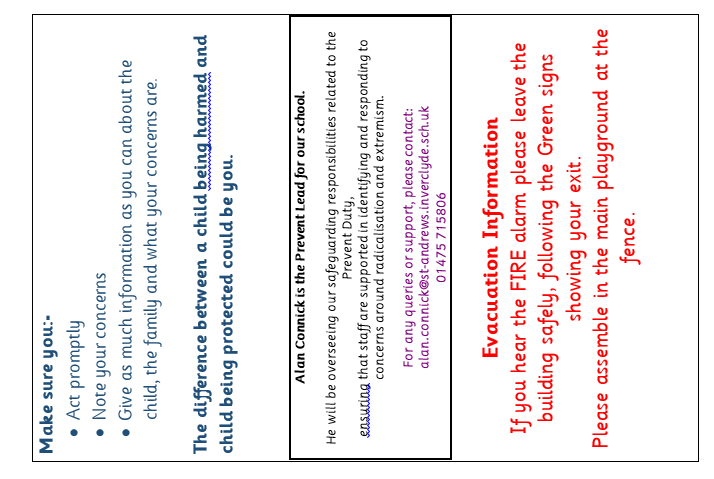 Make sure you:-
● Act promptly
● Note your concerns
● Give as much information as you can about the
child, the family and what your concerns are.
The difference between a child being harmed and
child being protected could be you.
Alan Connick is the Prevent Lead for our school.
He will be overseeing our safeguarding responsibilities related to the
Prevent Duty,
ensuring that staff are supported in identifying and responding to
concerns around radicalisation and extremism.
For any queries or support, please contact:
alan.connick@st-andrews.inverclyde.sch.uk
01475 715806
Evacuation Information
If you hear the FIRE alarm please leave the
building safely, following the Green signs
showing your exit.
Please assemble in the main playground at the
fence.